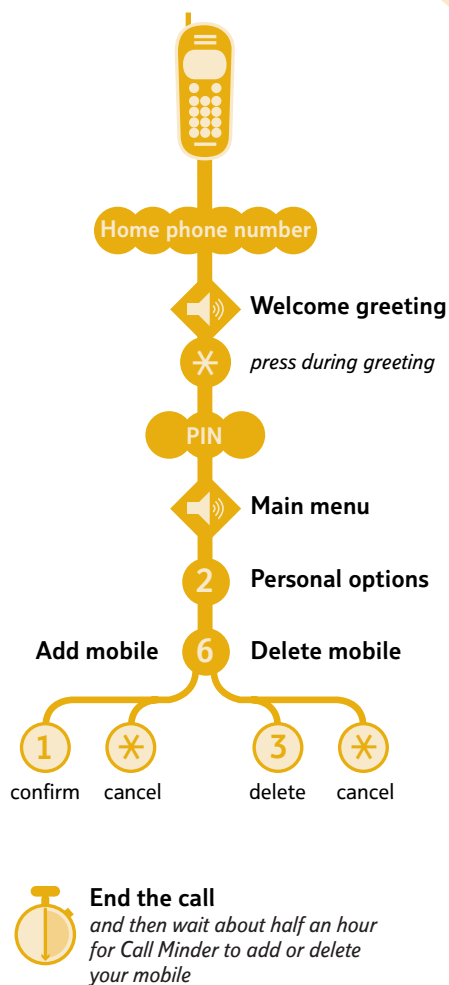 Home phone number
Welcome greeting
* press during greeting
PIN
Main menu
2 Personal options
Add mobile 6 Delete mobile
1 * 3 *
confirm cancel delete cancel
End the call
and then wait about half an hour
for Call Minder to add or delete
your mobile